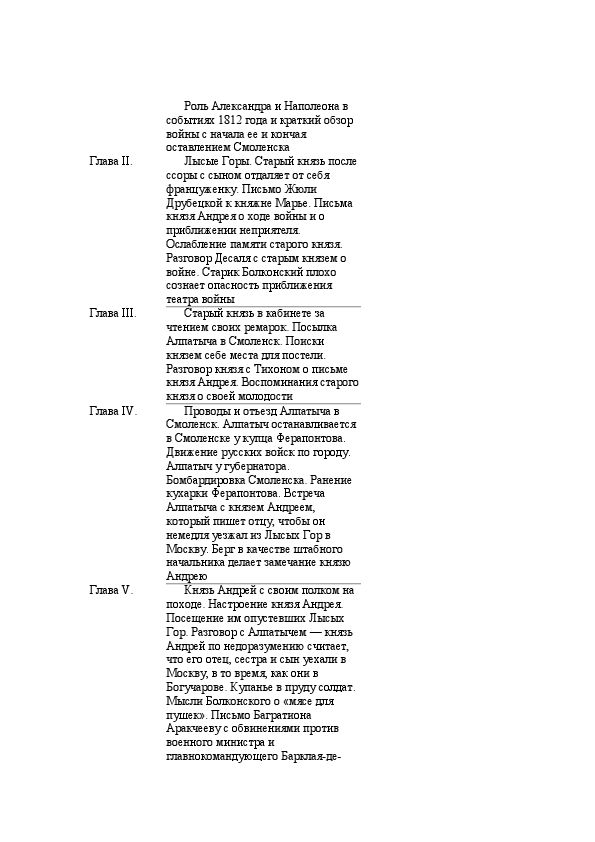 Роль Александра и Наполеона в
событиях 1812 года и краткий обзор
войны с начала ее и кончая
оставлением Смоленска
Глава II. Лысые Горы. Старый князь после
ссоры с сыном отдаляет от себя
француженку. Письмо Жюли
Друбецкой к княжне Марье. Письма
князя Андрея о ходе войны и о
приближении неприятеля.
Ослабление памяти старого князя.
Разговор Десаля с старым князем о
войне. Старик Болконский плохо
сознает опасность приближения
театра войны
Глава III. Старый князь в кабинете за
чтением своих ремарок. Посылка
Алпатыча в Смоленск. Поиски
князем себе места для постели.
Разговор князя с Тихоном о письме
князя Андрея. Воспоминания старого
князя о своей молодости
Глава IV. Проводы и отъезд Алпатыча в
Смоленск. Алпатыч останавливается
в Смоленске у купца Ферапонтова.
Движение русских войск по городу.
Алпатыч у губернатора.
Бомбардировка Смоленска. Ранение
кухарки Ферапонтова. Встреча
Алпатыча с князем Андреем,
который пишет отцу, чтобы он
немедля уезжал из Лысых Гор в
Москву. Берг в качестве штабного
начальника делает замечание князю
Андрею
Глава V. Князь Андрей с своим полком на
походе. Настроение князя Андрея.
Посещение им опустевших Лысых
Гор. Разговор с Алпатычем — князь
Андрей по недоразумению считает,
что его отец, сестра и сын уехали в
Москву, в то время, как они в
Богучарове. Купанье в пруду солдат.
Мысли Болконского о «мясе для
пушек». Письмо Багратиона
Аракчееву с обвинениями против
военного министра и
главнокомандующего Барклая-де-